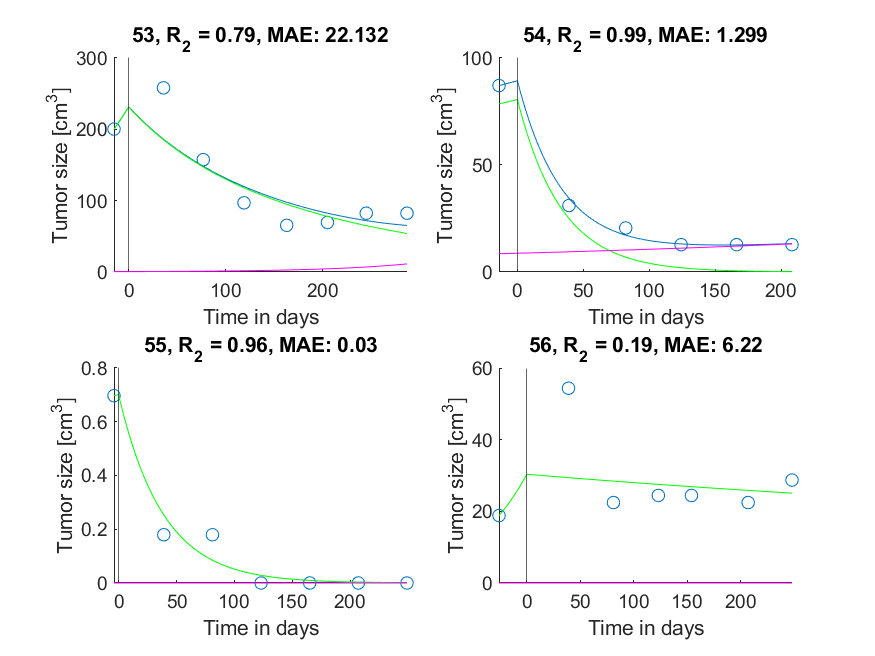 53, R2 = 0.79, MAE: 22.132
300
200
100
0
Tumor size [cm3]
0 100 200
Time in days
54, R2 = 0.99, MAE: 1.299
100
50
0
Tumor size [cm3]
0 50 100 150 200
Time in days
55, R2 = 0.96, MAE: 0.03
0.8
0.6
0.4
0.2
0
Tumor size [cm3]
0 50 100 150 200
Time in days
56, R2 = 0.19, MAE: 6.22
60
40
20
0
Tumor size [cm3]
0 50 100 150 200
Time in days